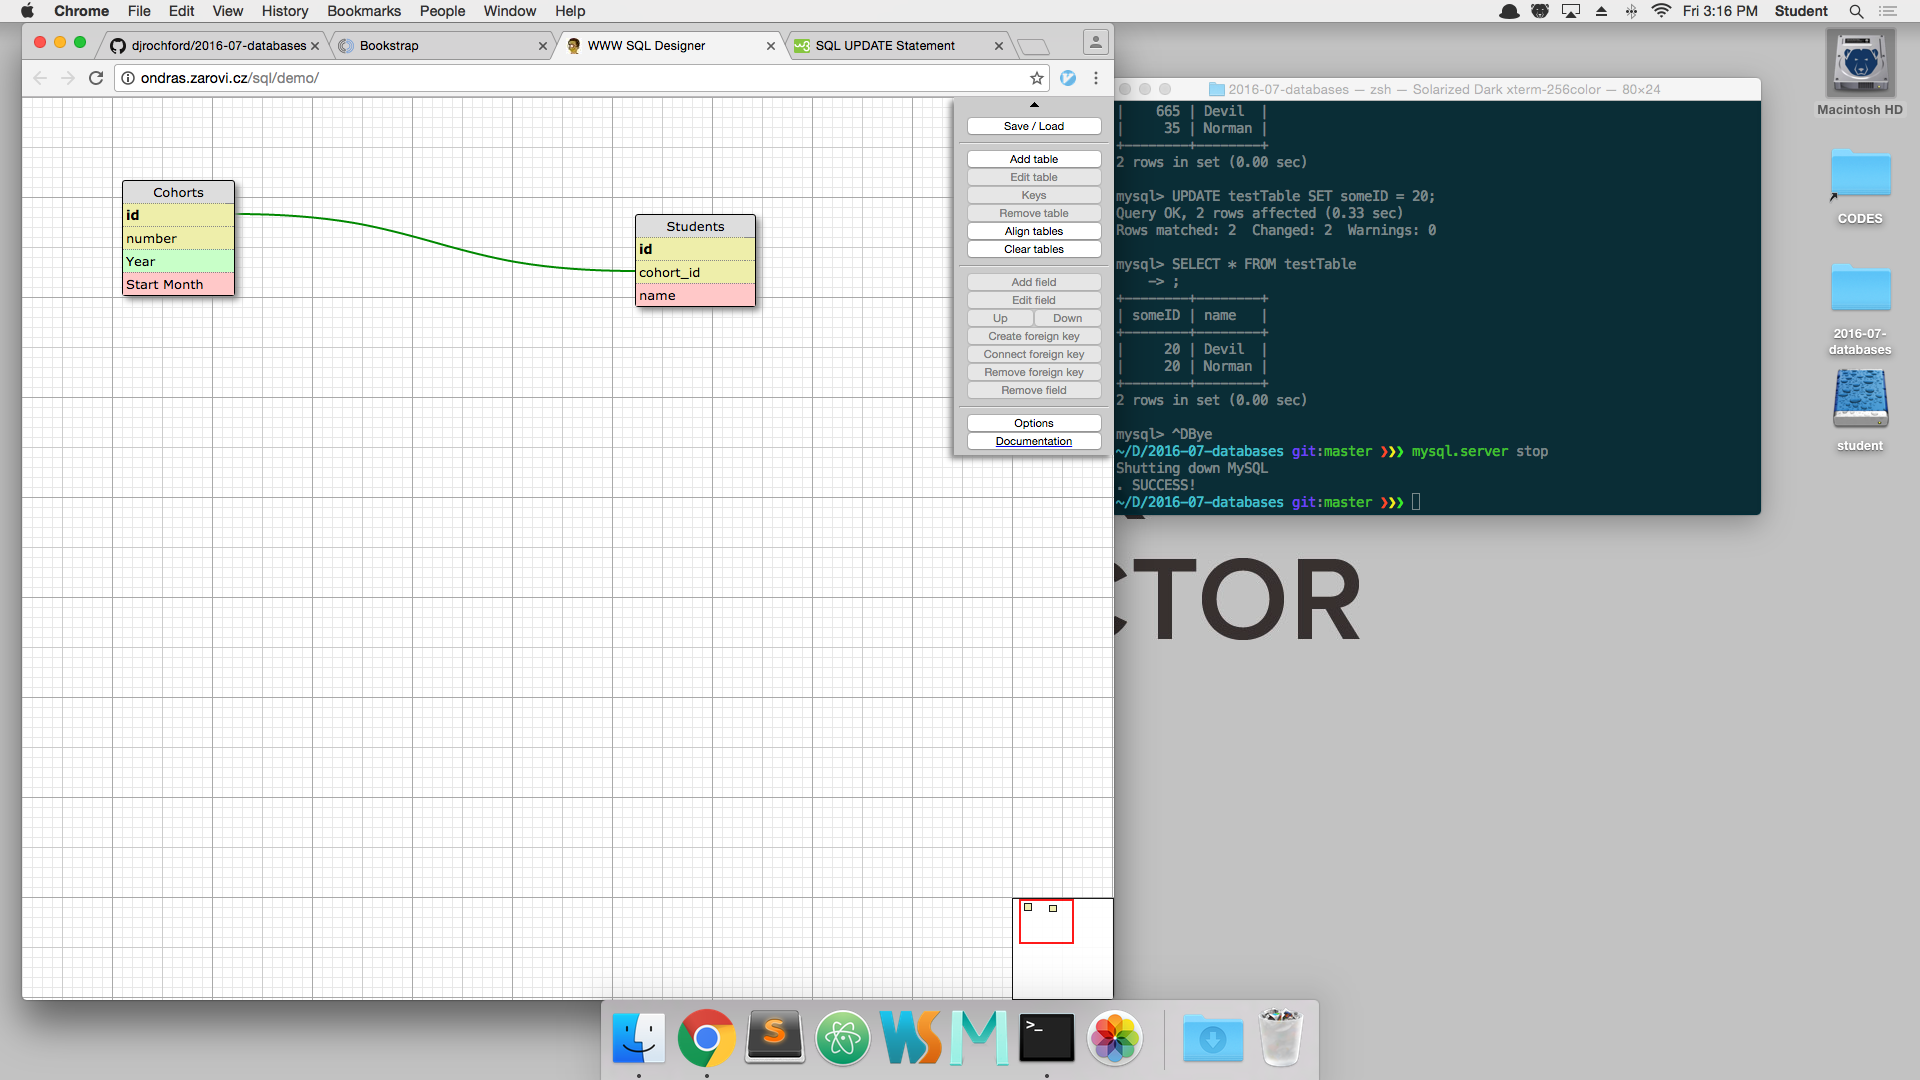 Chrome File Edit View History Bookmarks People Window Help
Fri 3:16 PM Student
djrochford/2016-07-databases
Bookstrap
WWW SQL Designer
SQL UPDATE Statement
ondras.zarovi.cz/sql/demo/
Cohorts
id
number
Year
Start Month
Students
id
cohort_id
name
Save / Load
Add table
Edit table
Keys
Remove table
Align tables
Clear tables
Add field
Edit field
Up Down
Create foreign key
Connect foreign key
Remove foreign key
Remove field
Options
Documentation
2016-07-databases — zsh — Solarized Dark xterm-256color — 80×24
| 665 | Devil |
| 35 | Norman |
+--------+--------+
2 rows in set (0.00 sec)
mysql> UPDATE testTable SET someID = 20;
Query OK, 2 rows affected (0.33 sec)
Rows matched: 2 Changed: 2 Warnings: 0
mysql> SELECT * FROM testTable
-> ;
+--------+--------+
| someID | name |
+--------+--------+
| 20 | Devil |
| 20 | Norman |
+--------+--------+
2 rows in set (0.00 sec)
mysql> ^DBye
~/D/2016-07-databases git:master ❯❯❯ mysql.server stop
Shutting down MySQL
. SUCCESS!
~/D/2016-07-databases git:master ❯❯❯
CTOR
Macintosh HD
CODES
2016-07-
databases
student